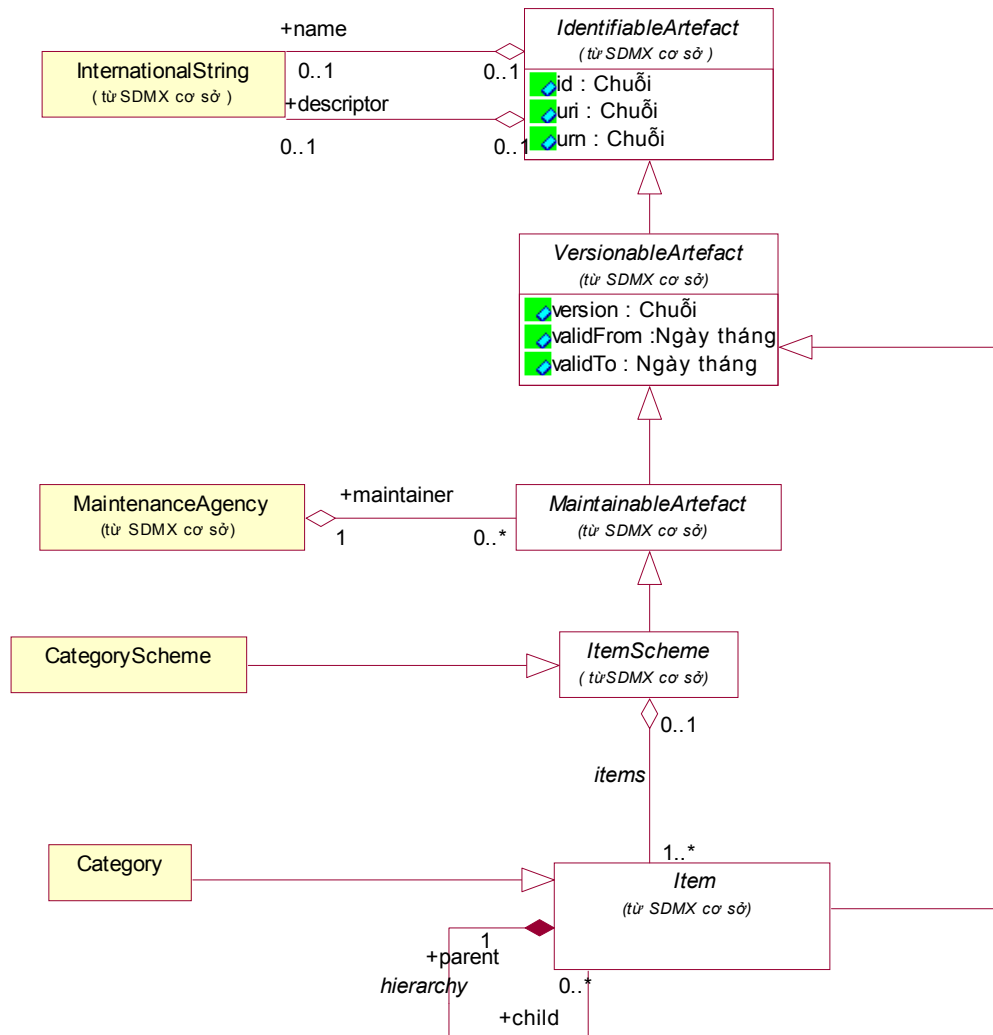 IdentifiableArtefact
( từ SDMX cơ sở )
id : Chuỗi
uri : Chuỗi
urn : Chuỗi
+name
0..1
0..1
InternationalString
( từ SDMX cơ sở )
+descriptor
0..1
0..1
VersionableArtefact
(từ SDMX cơ sở)
version : Chuỗi
validFrom :Ngày tháng
validTo : Ngày tháng
MaintenanceAgency
(từ SDMX cơ sở)
+maintainer
1
0..*
MaintainableArtefact
(từ SDMX cơ sở)
CategoryScheme
ItemScheme
( từSDMX cơ sở)
0..1
items
1..*
Category
Item
(từ SDMX cơ sở)
1
+parent
hierarchy
0..*
+child